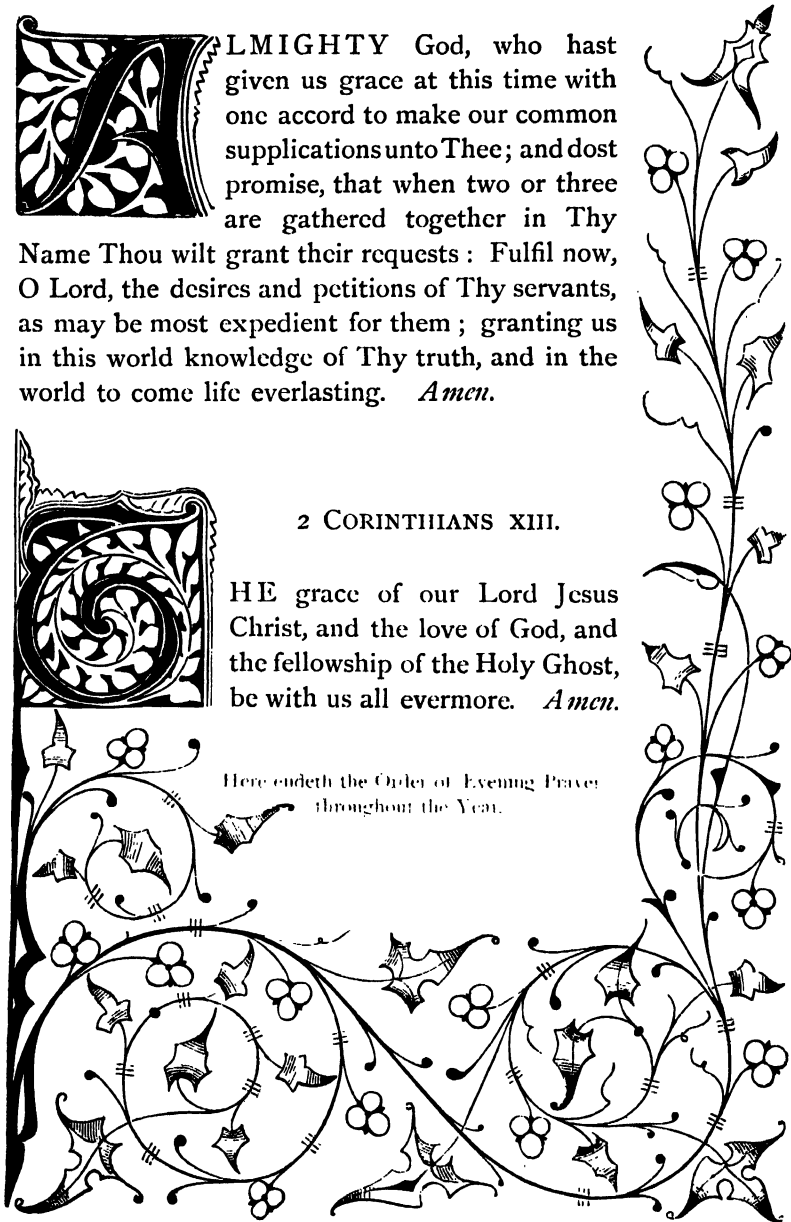 ALMIGHTY God, who hast
given us grace at this time with
one accord to make our common
supplications unto Thee; and dost
promise, that when two or three
are gathered together in Thy
Name Thou wilt grant their requests : Fulfil now,
O Lord, the desires and petitions of Thy servants,
as may be most expedient for them ; granting us
in this world knowledge of Thy truth, and in the
world to come life everlasting. Amen.
2 CORINTHIANS XIII.
THE grace of our Lord Jesus
Christ, and the love of God, and
the fellowship of the Holy Ghost,
be with us all evermore. Amen.
Here endeth the Order of Evening Prayer
throughout the Year.